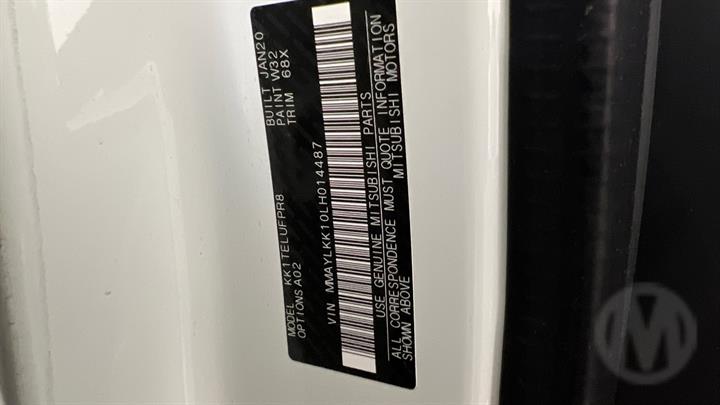 MODEL KK1TELUFPR8 BUILT JAN20
OPTIONS A02 PAINT W32
TRIM 68X
VIN MMAYLKK10LH014487
USE GENUINE MITSUBISHI PARTS
ALL CORRESPONDENCE MUST QUOTE INFORMATION
SHOWN ABOVE MITSUBISHI MOTORS
M